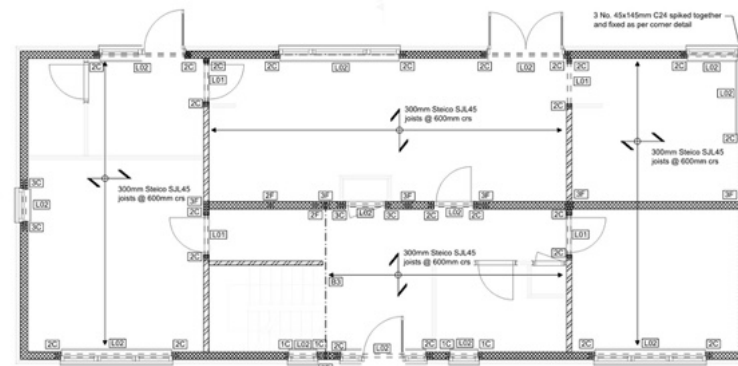 3 No. 45x145mm C24 spiked together
and fixed as per corner detail
2C L02 2C 2C L02 2C 2C L02 2C 2C L02
L01 L01
2C 2C
300mm Steico SJL45
joists @ 600mm crs
300mm Steico SJL45
joists @ 600mm crs
300mm Steico SJL45
joists @ 600mm crs
3C
L02
3C
3F 2F 3F 3F 3F 3F
2C 2F 3C L02 3C 2C L02 2C 2C
L01 L01
2C 2C
300mm Steico SJL45
joists @ 600mm crs
B3
2C L02 2C 1C L02 1C 2C L02 2C 1C L02 1C 2C L02 2C